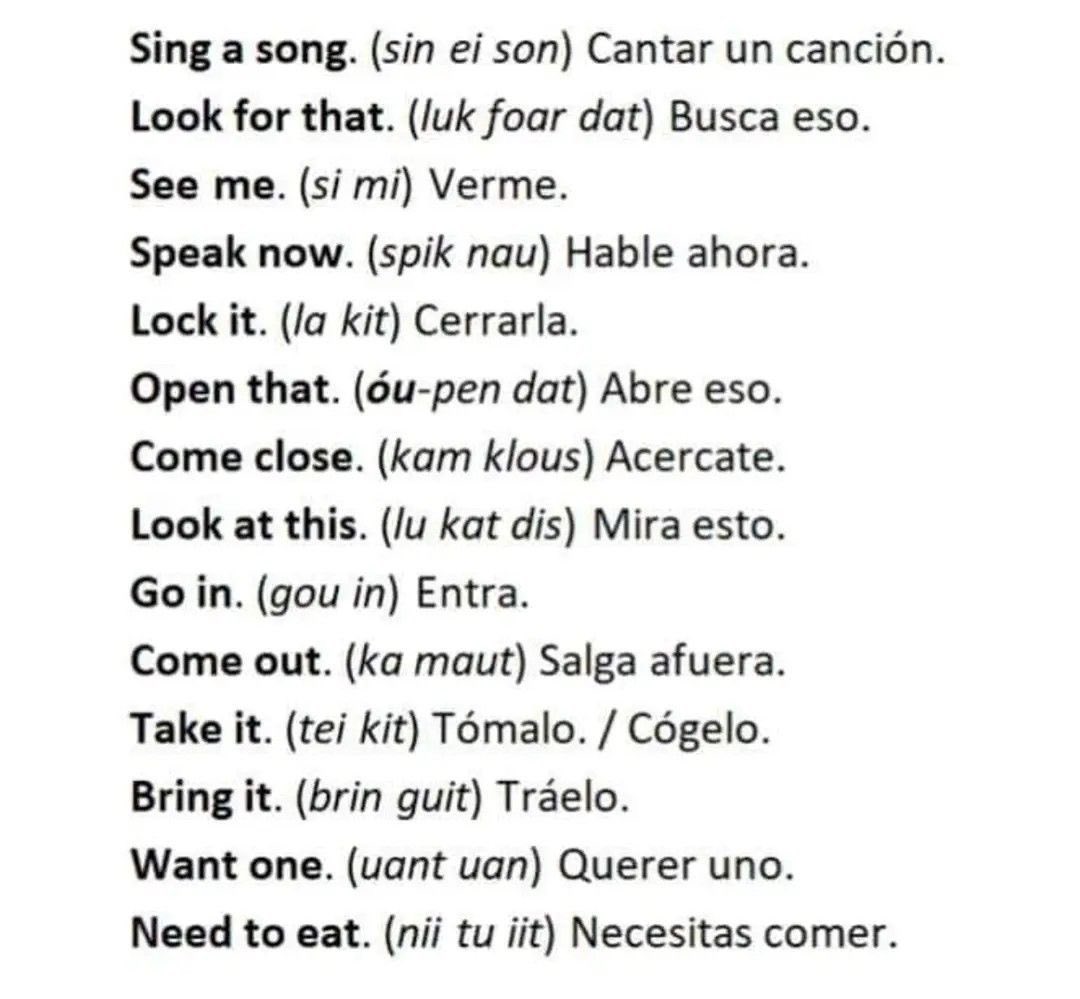 Sing a song. (sin ei son) Cantar un canción.
Look for that. (luk foar dat) Busca eso.
See me. (si mi) Verme.
Speak now. (spik nau) Hable ahora.
Lock it. (la kit) Cerrarla.
Open that. (óu-pen dat) Abre eso.
Come close. (kam klous) Acercate.
Look at this. (lu kat dis) Mira esto.
Go in. (gou in) Entra.
Come out. (ka maut) Salga afuera.
Take it. (tei kit) Tómalo. / Cógelo.
Bring it. (brin guit) Tráelo.
Want one. (uant uan) Querer uno.
Need to eat. (nii tu iit) Necesitas comer.